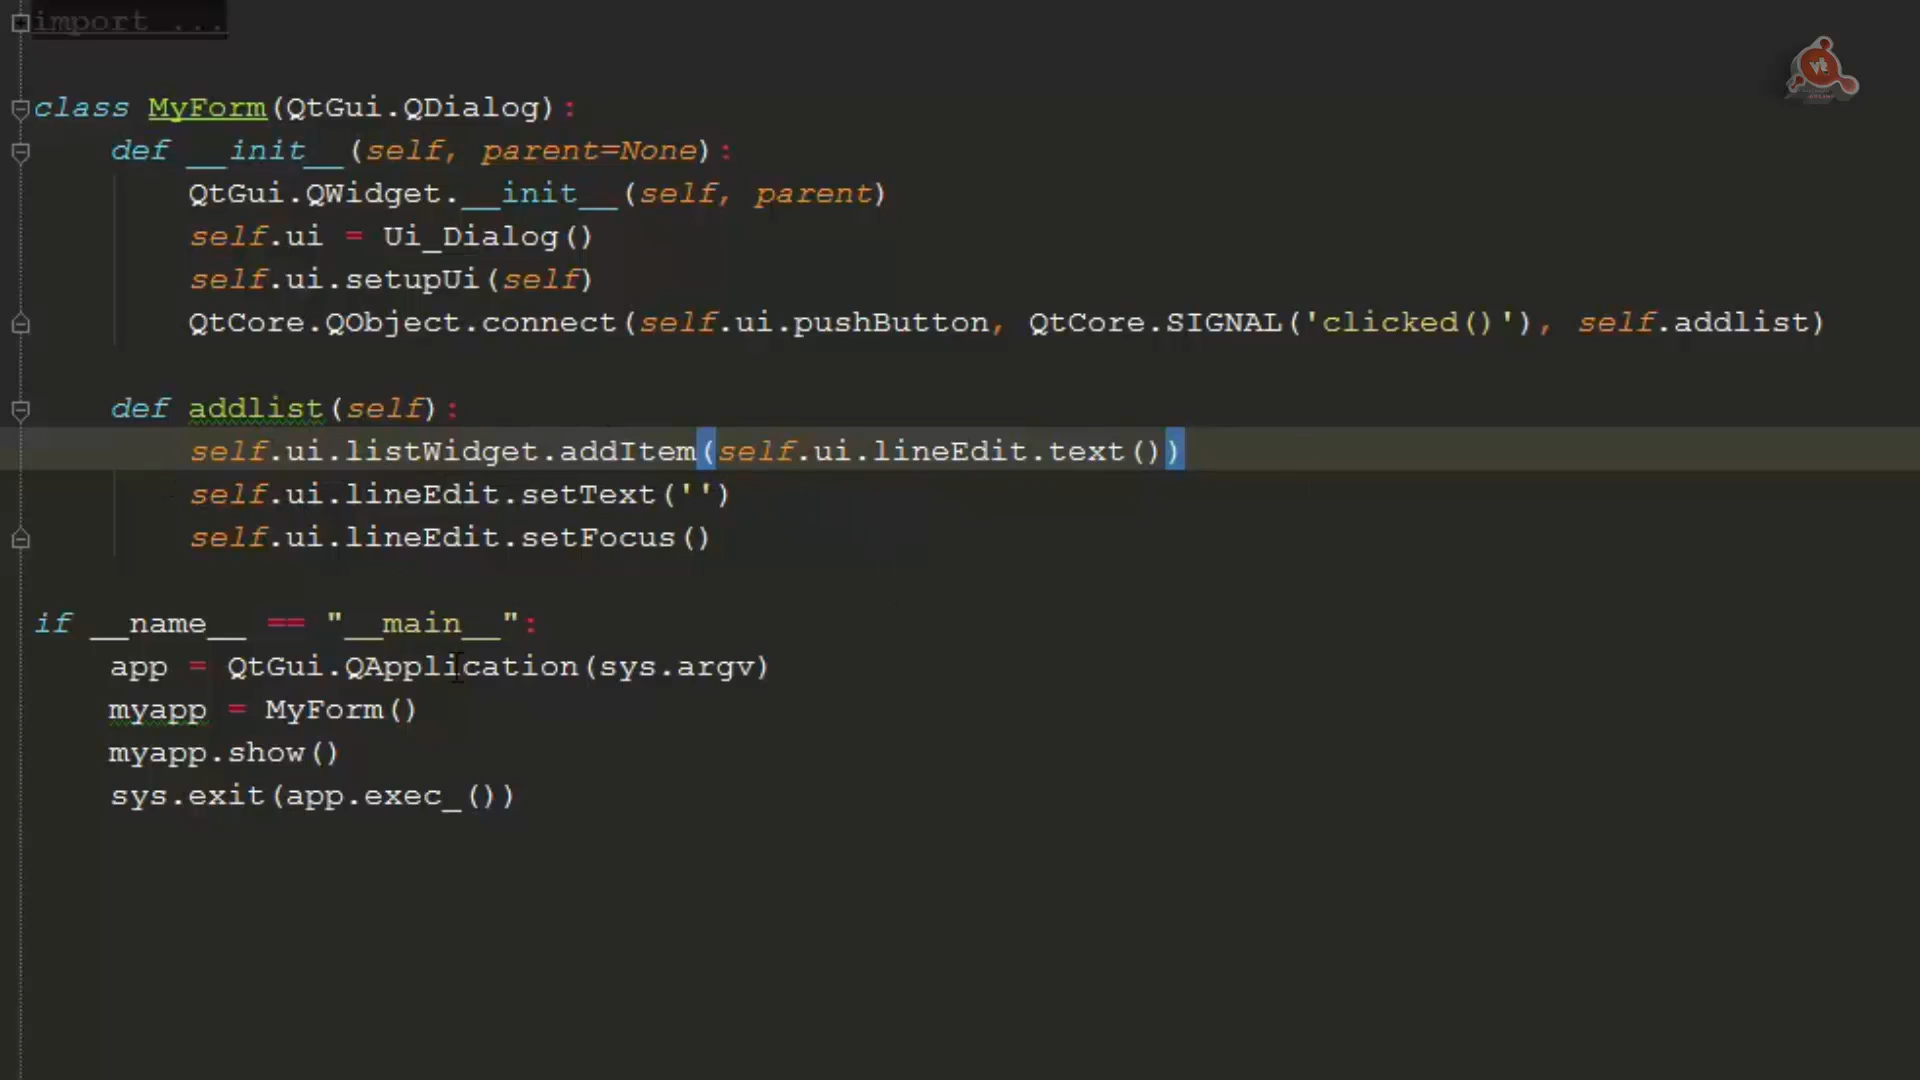 import ...
class MyForm(QtGui.QDialog):
def __init__(self, parent=None):
QtGui.QWidget.__init__(self, parent)
self.ui = Ui_Dialog()
self.ui.setupUi(self)
QtCore.QObject.connect(self.ui.pushButton, QtCore.SIGNAL('clicked()'), self.addlist)
def addlist(self):
self.ui.listWidget.addItem(self.ui.lineEdit.text())
self.ui.lineEdit.setText('')
self.ui.lineEdit.setFocus()
if __name__ == "__main__":
app = QtGui.QApplication(sys.argv)
myapp = MyForm()
myapp.show()
sys.exit(app.exec_())
vt